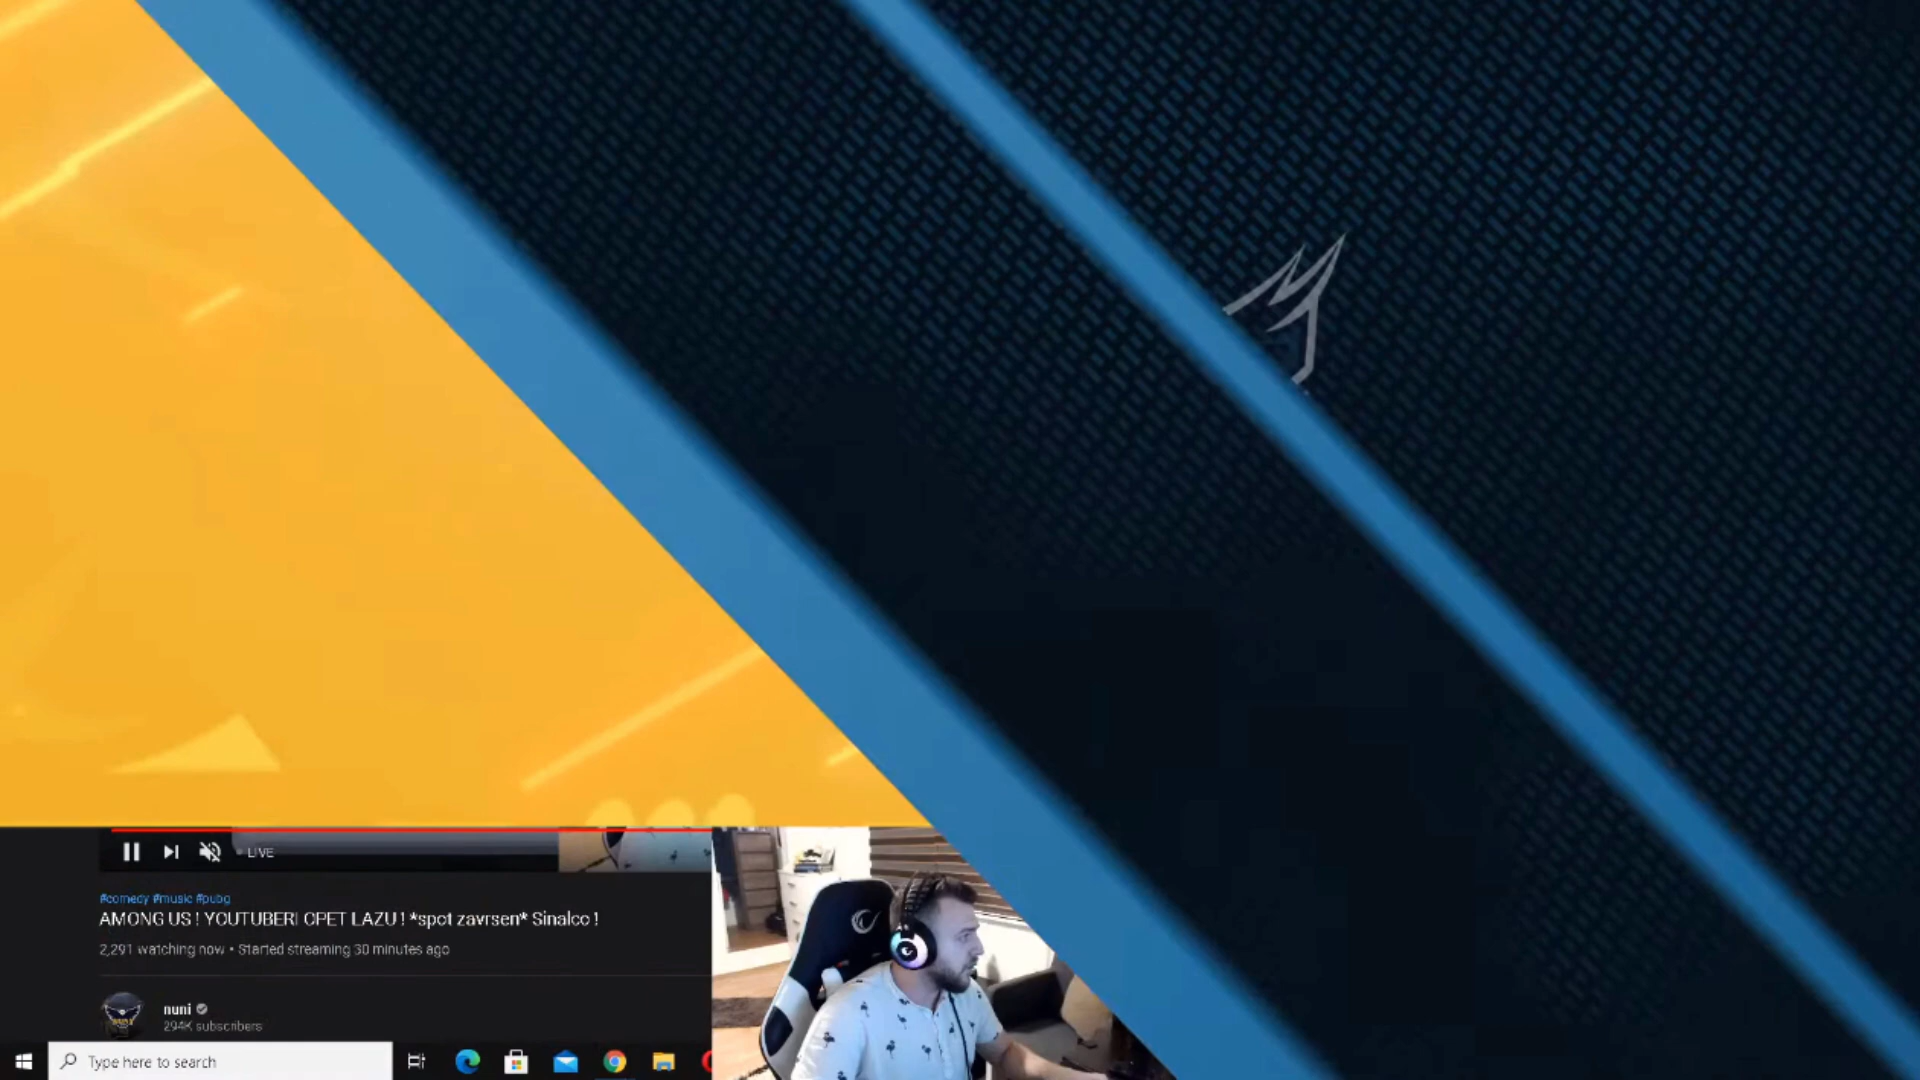 LIVE
#comedy #music #pubg
AMONG US ! YOUTUBERI OPET LAZU ! *spot zavrsen* Sinalco !
2,291 watching now • Started streaming 30 minutes ago
nuni
294K subscribers
Type here to search